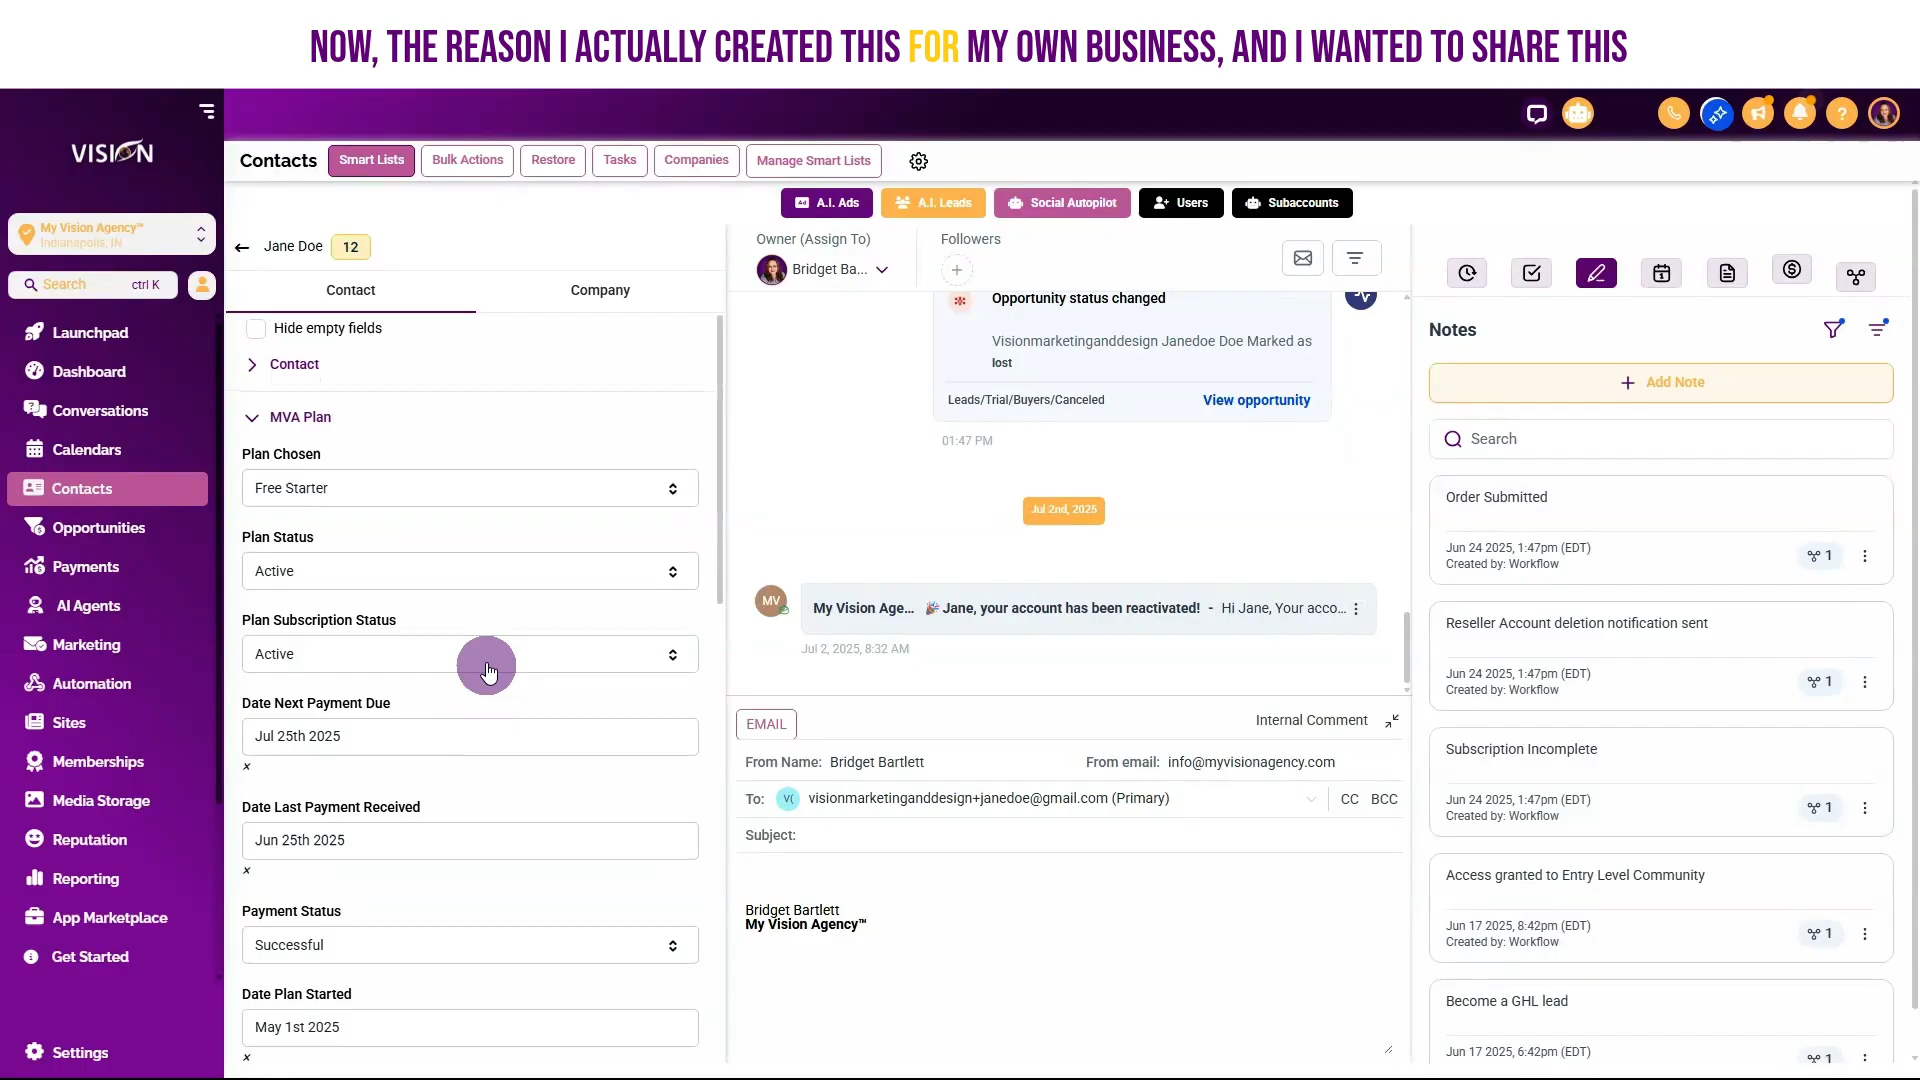 NOW, THE REASON I ACTUALLY CREATED THIS FOR MY OWN BUSINESS, AND I WANTED TO SHARE THIS
VISION
My Vision Agency™
Indianapolis, IN
Search ctrl K
Launchpad
Dashboard
Conversations
Calendars
Contacts
Opportunities
Payments
AI Agents
Marketing
Automation
Sites
Memberships
Media Storage
Reputation
Reporting
App Marketplace
Get Started
Settings
Contacts Smart Lists Bulk Actions Restore Tasks Companies Manage Smart Lists
A.I. Ads A.I. Leads Social Autopilot Users Subaccounts
Jane Doe 12
Contact Company
Hide empty fields
Contact
MVA Plan
Plan Chosen
Free Starter
Plan Status
Active
Plan Subscription Status
Active
Date Next Payment Due
Jul 25th 2025
x
Date Last Payment Received
Jun 25th 2025
x
Payment Status
Successful
Date Plan Started
May 1st 2025
x
Owner (Assign To) Followers
Bridget Ba...
Opportunity status changed
Visionmarketinganddesign Janedoe Doe Marked as
lost
Leads/Trial/Buyers/Canceled View opportunity
01:47 PM
Jul 2nd, 2025
MV
My Vision Age... 🎉 Jane, your account has been reactivated! - Hi Jane, Your acco...
Jul 2, 2025, 8:32 AM
EMAIL Internal Comment
From Name: Bridget Bartlett From email: info@myvisionagency.com
To: V( visionmarketinganddesign+janedoe@gmail.com (Primary) CC BCC
Subject:
Bridget Bartlett
My Vision Agency™
Notes
+ Add Note
Search
Order Submitted
Jun 24 2025, 1:47pm (EDT)
Created by: Workflow
1
Reseller Account deletion notification sent
Jun 24 2025, 1:47pm (EDT)
Created by: Workflow
1
Subscription Incomplete
Jun 24 2025, 1:47pm (EDT)
Created by: Workflow
1
Access granted to Entry Level Community
Jun 17 2025, 8:42pm (EDT)
Created by: Workflow
1
Become a GHL lead
Jun 17 2025, 6:42pm (EDT)
1